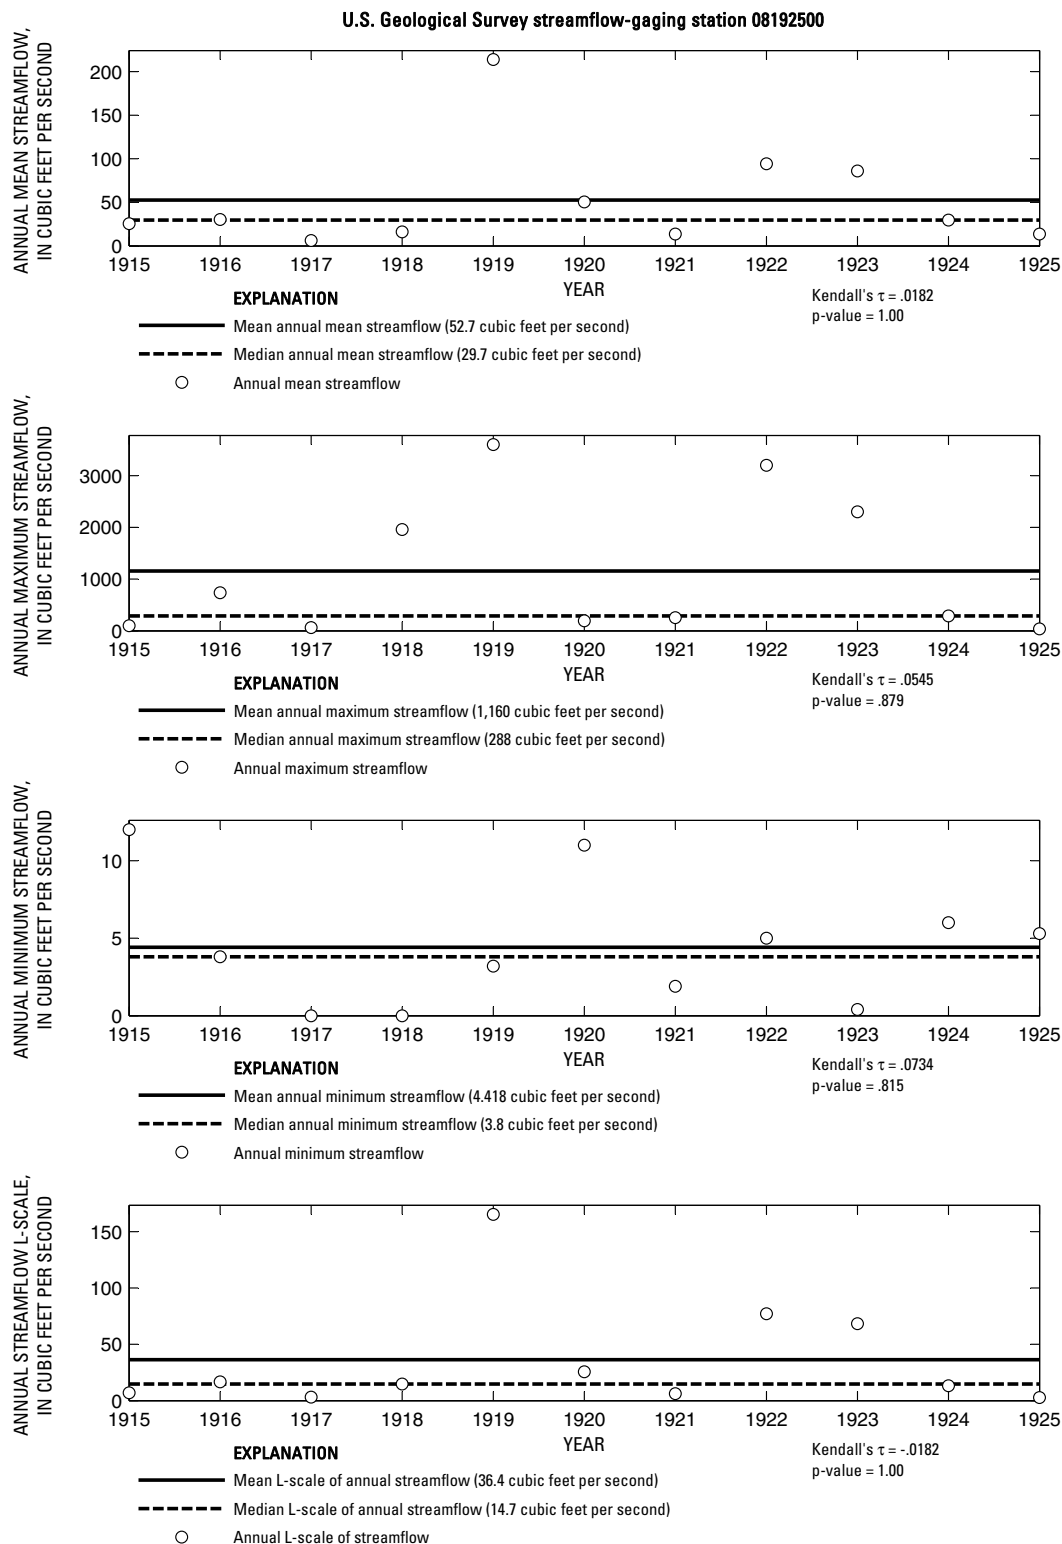 U.S. Geological Survey streamflow-gaging station 08192500
ANNUAL MEAN STREAMFLOW,
IN CUBIC FEET PER SECOND
200
150
100
50
0
1915 1916 1917 1918 1919 1920 1921 1922 1923 1924 1925
YEAR
EXPLANATION
Mean annual mean streamflow (52.7 cubic feet per second)
Median annual mean streamflow (29.7 cubic feet per second)
Annual mean streamflow
Kendall's τ = .0182
p-value = 1.00
ANNUAL MAXIMUM STREAMFLOW,
IN CUBIC FEET PER SECOND
3000
2000
1000
0
1915 1916 1917 1918 1919 1920 1921 1922 1923 1924 1925
YEAR
EXPLANATION
Mean annual maximum streamflow (1,160 cubic feet per second)
Median annual maximum streamflow (288 cubic feet per second)
Annual maximum streamflow
Kendall's τ = .0545
p-value = .879
ANNUAL MINIMUM STREAMFLOW,
IN CUBIC FEET PER SECOND
10
5
0
1915 1916 1917 1918 1919 1920 1921 1922 1923 1924 1925
YEAR
EXPLANATION
Mean annual minimum streamflow (4.418 cubic feet per second)
Median annual minimum streamflow (3.8 cubic feet per second)
Annual minimum streamflow
Kendall's τ = .0734
p-value = .815
ANNUAL STREAMFLOW L-SCALE,
IN CUBIC FEET PER SECOND
150
100
50
0
1915 1916 1917 1918 1919 1920 1921 1922 1923 1924 1925
YEAR
EXPLANATION
Mean L-scale of annual streamflow (36.4 cubic feet per second)
Median L-scale of annual streamflow (14.7 cubic feet per second)
Annual L-scale of streamflow
Kendall's τ = -.0182
p-value = 1.00